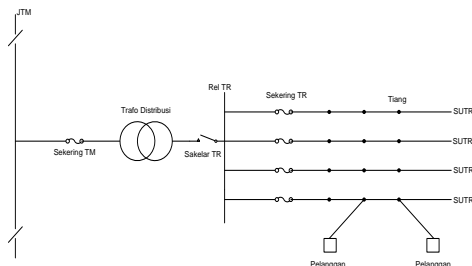 JTM
Rel TR
Trafo Distribusi
Sekering TR
Tiang
SUTR
Sekering TM
Sakelar TR
SUTR
SUTR
SUTR
Pelanggan
Pelanggan